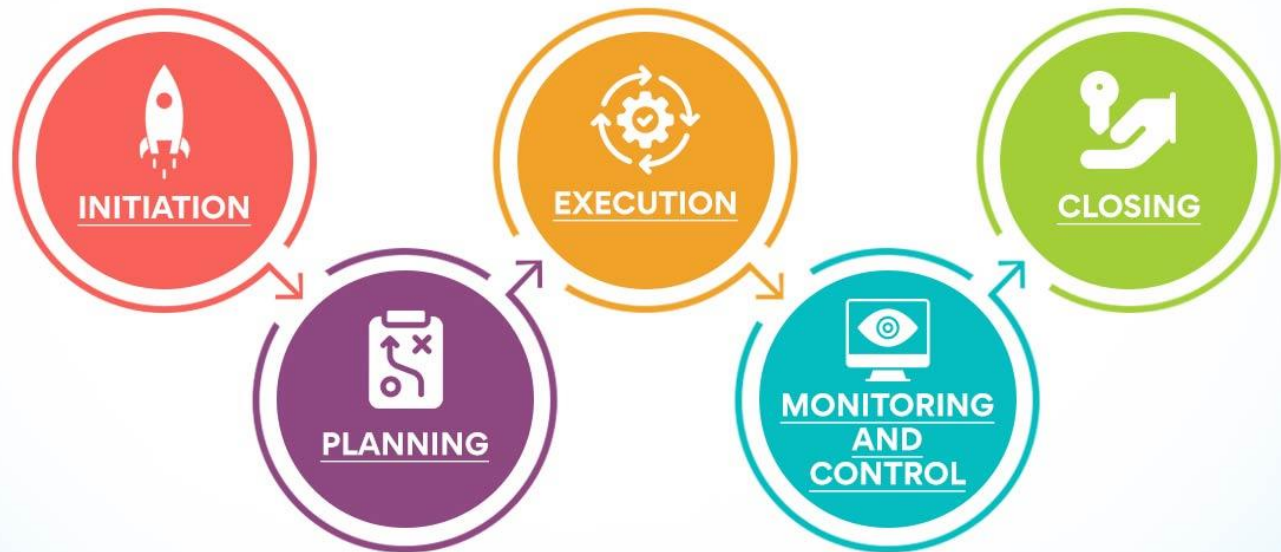 INITIATION
PLANNING
EXECUTION
MONITORING
AND
CONTROL
CLOSING